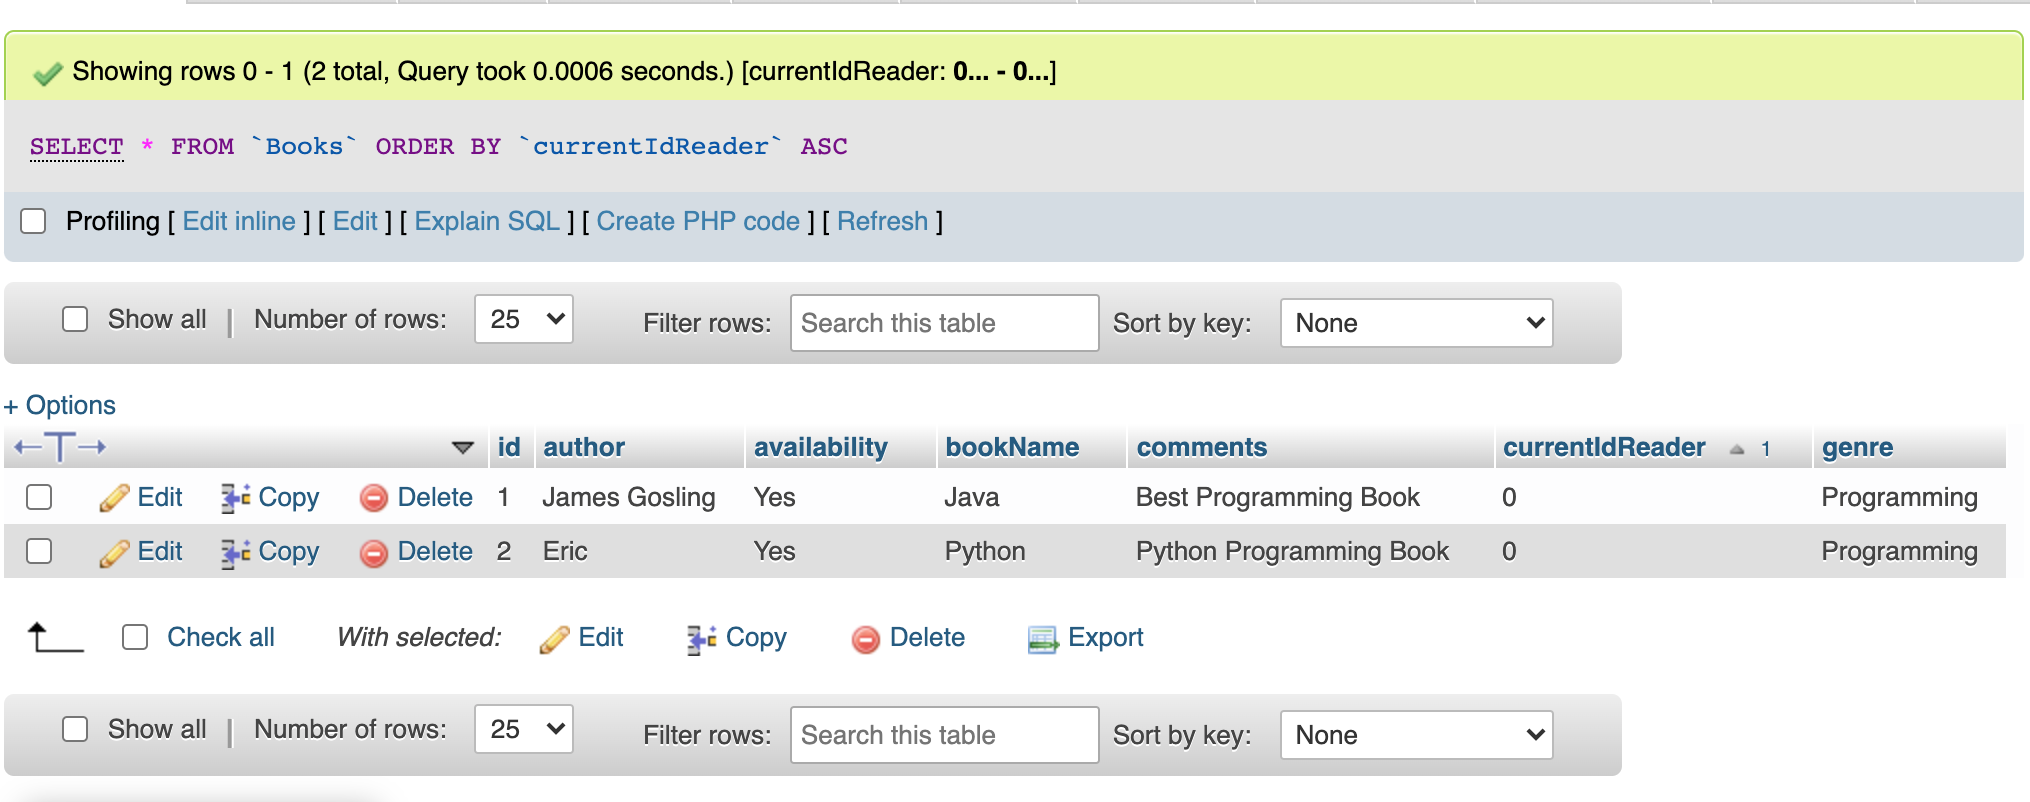 Showing rows 0 - 1 (2 total, Query took 0.0006 seconds.) [currentIdReader: 0... - 0...]
SELECT * FROM `Books` ORDER BY `currentIdReader` ASC
Profiling [ Edit inline ] [ Edit ] [ Explain SQL ] [ Create PHP code ] [ Refresh ]
Show all | Number of rows: 25 Filter rows: Search this table Sort by key: None
+ Options
←T→ id author availability bookName comments currentIdReader 1 genre
Edit Copy Delete 1 James Gosling Yes Java Best Programming Book 0 Programming
Edit Copy Delete 2 Eric Yes Python Python Programming Book 0 Programming
Check all With selected: Edit Copy Delete Export
Show all | Number of rows: 25 Filter rows: Search this table Sort by key: None